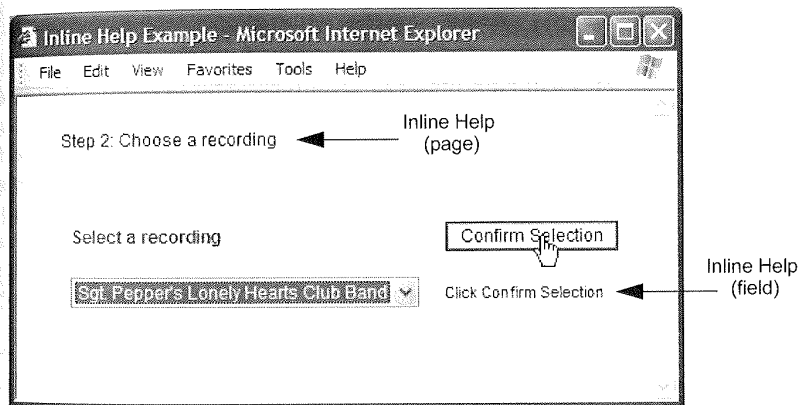 Inline Help Example - Microsoft Internet Explorer
File Edit View Favorites Tools Help
Step 2: Choose a recording
Inline Help
(page)
Select a recording
Confirm Selection
Sgt. Pepper's Lonely Hearts Club Band
Click Confirm Selection
Inline Help
(field)